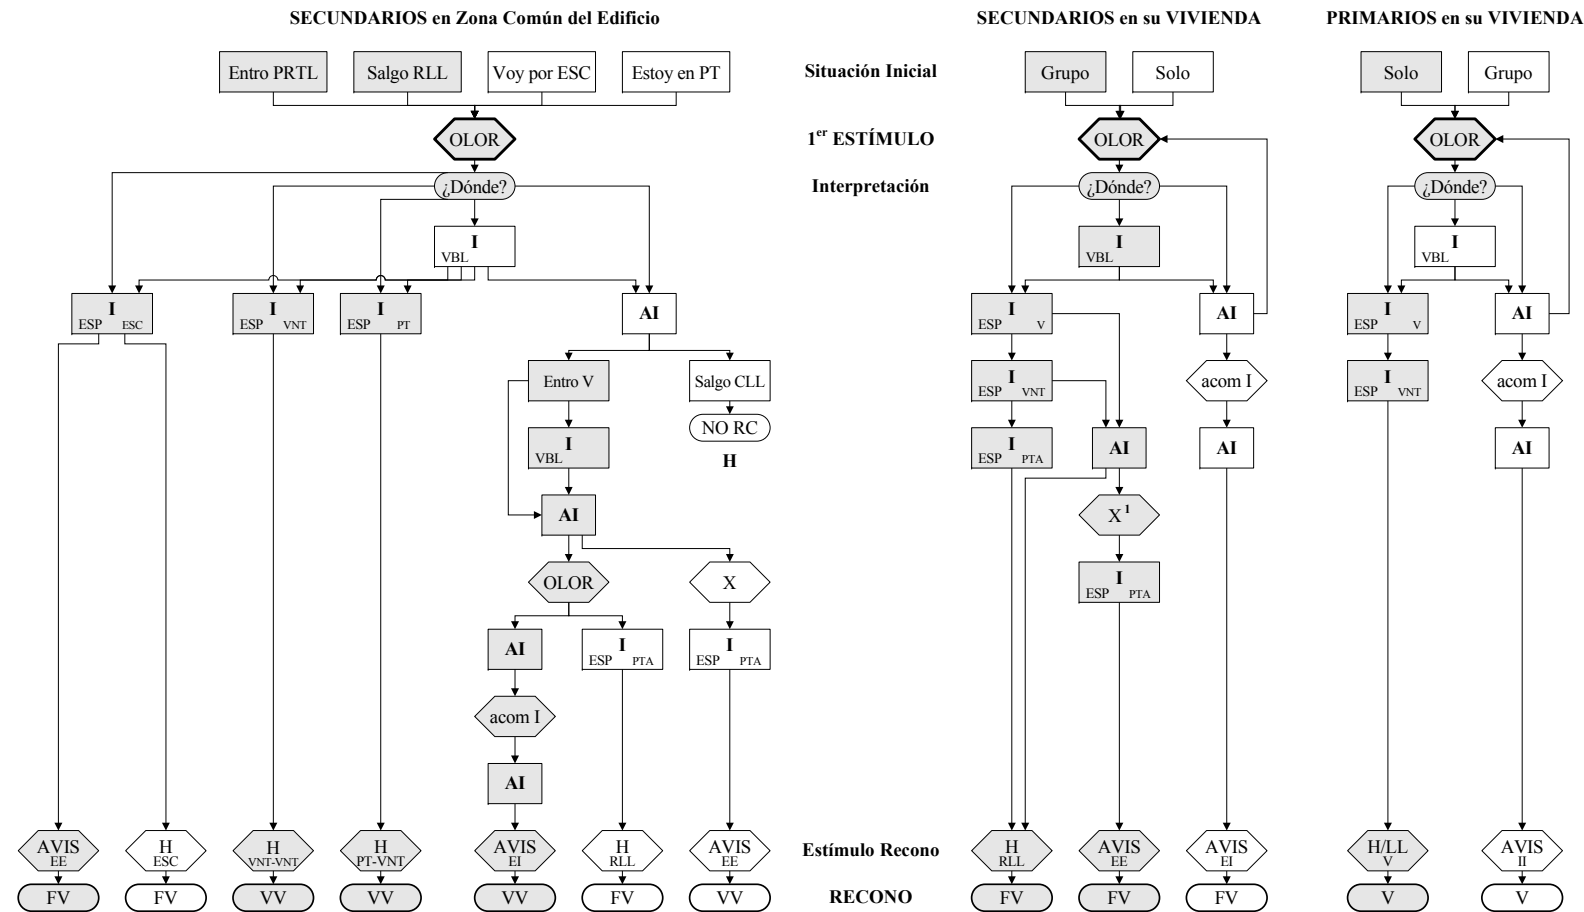 SECUNDARIOS en Zona Común del Edificio SECUNDARIOS en su VIVIENDA PRIMARIOS en su VIVIENDA
Entro PRTL Salgo RLL Voy por ESC Estoy en PT Situación Inicial Grupo Solo Solo Grupo
OLOR 1er ESTÍMULO OLOR OLOR
¿Dónde? Interpretación ¿Dónde? ¿Dónde?
I I I
VBL VBL VBL
I I I AI I AI I AI
ESP ESC ESP VNT ESP PT ESP V ESP V
Entro V Salgo CLL I acom I I acom I
ESP VNT ESP VNT
NO RC
I I AI AI AI
VBL ESP PTA
H
AI X 1
OLOR X I
ESP PTA
AI I I
ESP PTA ESP PTA
acom I
AI
AVIS H H H AVIS H AVIS Estímulo Recono H AVIS AVIS H/LL AVIS
EE ESC VNT-VNT PT-VNT EI RLL EE RLL EE EI V II
FV FV VV VV VV FV VV RECONO FV FV FV V V